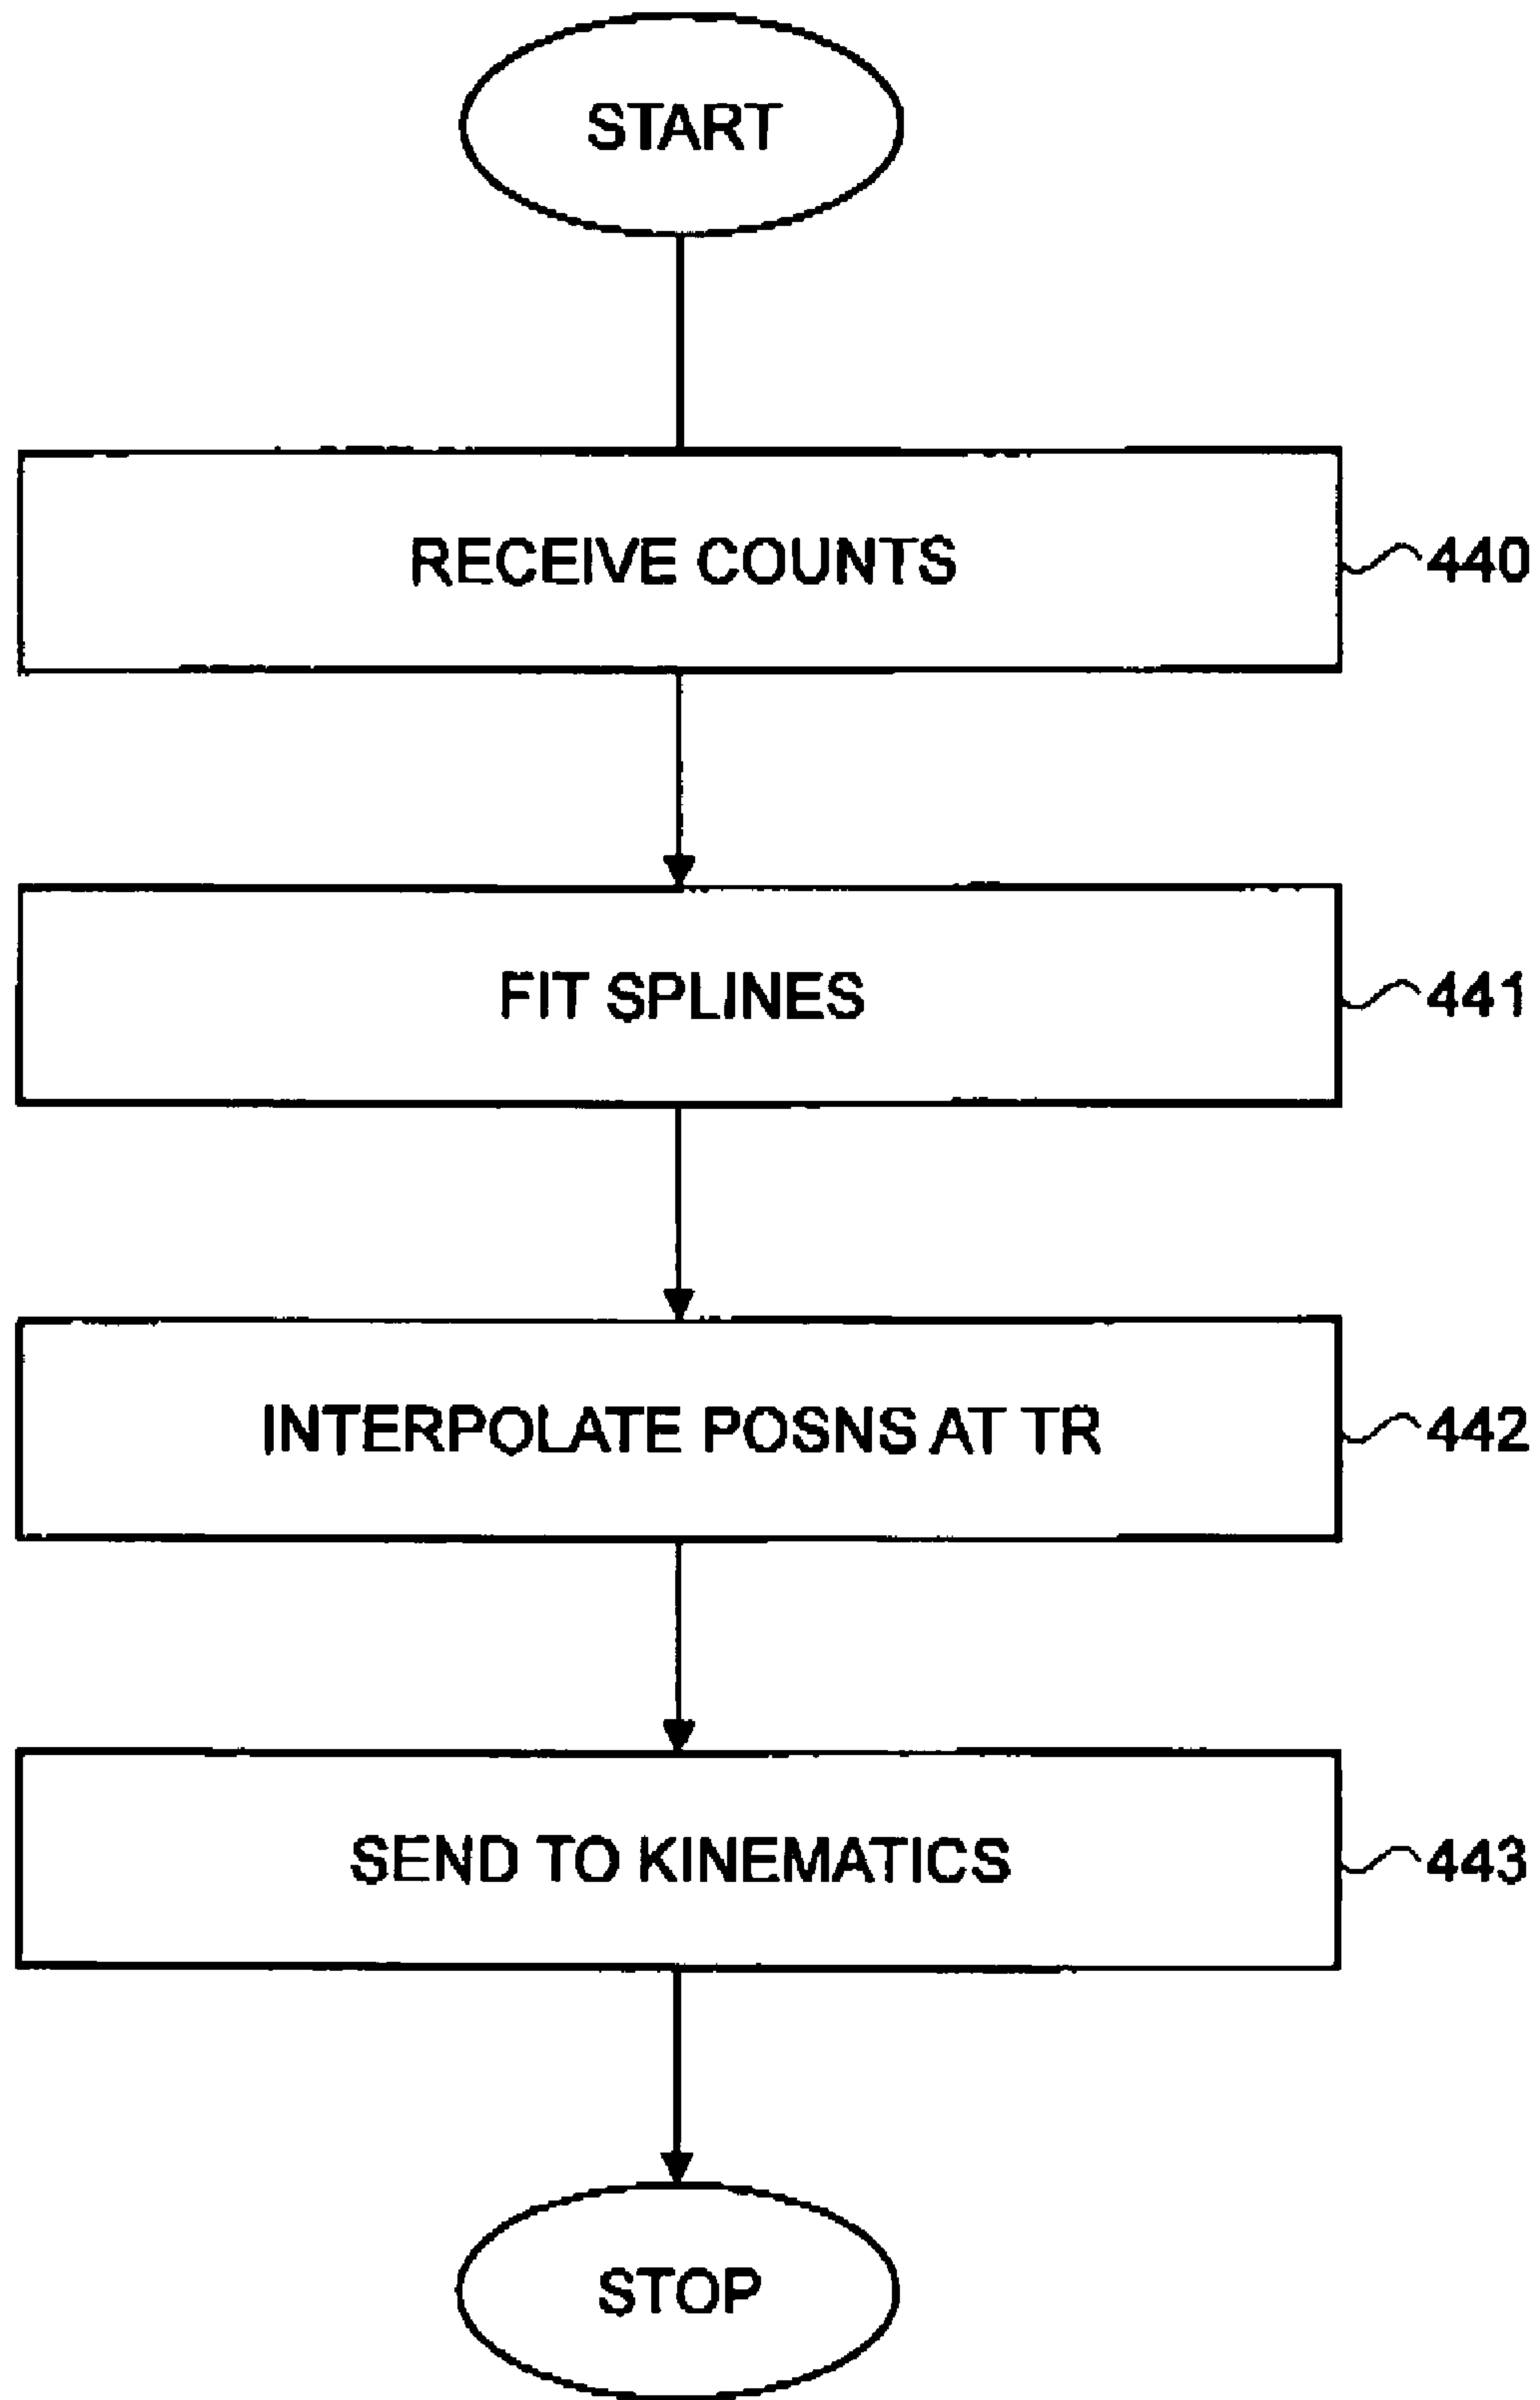 START
RECEIVE COUNTS
440
FIT SPLINES
441
INTERPOLATE POSNS AT TR
442
SEND TO KINEMATICS
443
STOP